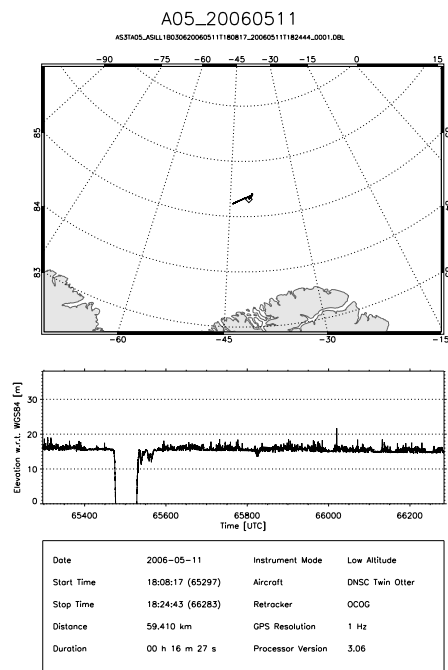 A05_20060511
AS3TA05_ASILL1B030620060511T180817_20060511T182444_0001.DBL
-90 -75 -60 -45 -30 -15 0 15
85
84
83
-60 -45 -30 -15
Elevation w.r.t. WGS84 [m]
30
20
10
0
65400 65600 65800 66000 66200
Time [UTC]
Date 2006-05-11 Instrument Mode Low Altitude
Start Time 18:08:17 (65297) Aircraft DNSC Twin Otter
Stop Time 18:24:43 (66283) Retracker OCOG
Distance 59.410 km GPS Resolution 1 Hz
Duration 00 h 16 m 27 s Processor Version 3.06